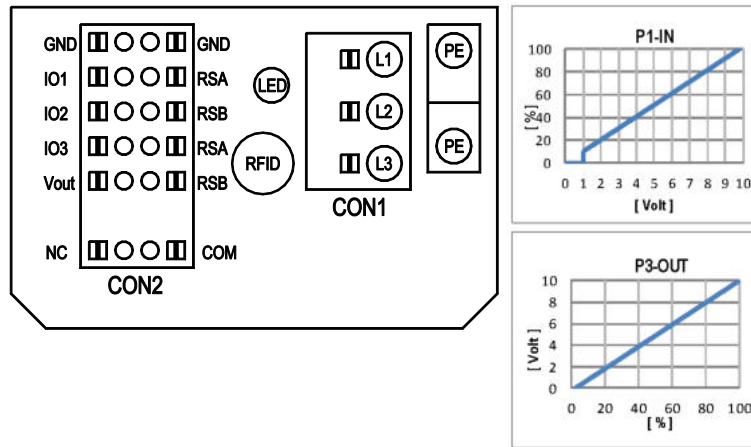 GND GND
IO1 RSA
IO2 RSB
IO3 RSA
Vout RSB
NC COM
CON2
LED
RFID
L1
L2
L3
CON1
PE
PE
P1-IN
100
80
60
40
20
0
[ % ]
0 1 2 3 4 5 6 7 8 9 10
[ Volt ]
P3-OUT
10
8
6
4
2
0
[ Volt ]
0 20 40 60 80 100
[ % ]